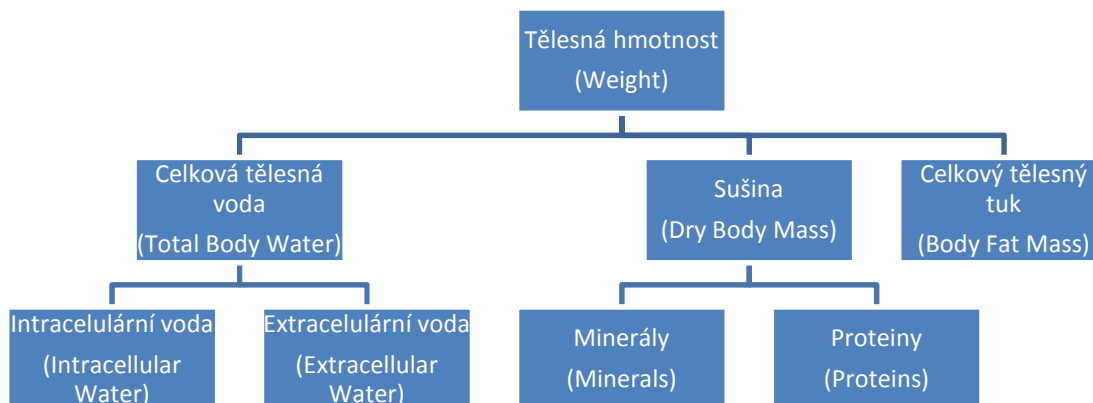 Tělesná hmotnost
(Weight)
Celková tělesná
voda
(Total Body Water)
Sušina
(Dry Body Mass)
Celkový tělesný
tuk
(Body Fat Mass)
Intracelulární voda
(Intracellular
Water)
Extracelulární voda
(Extracellular
Water)
Minerály
(Minerals)
Proteiny
(Proteins)